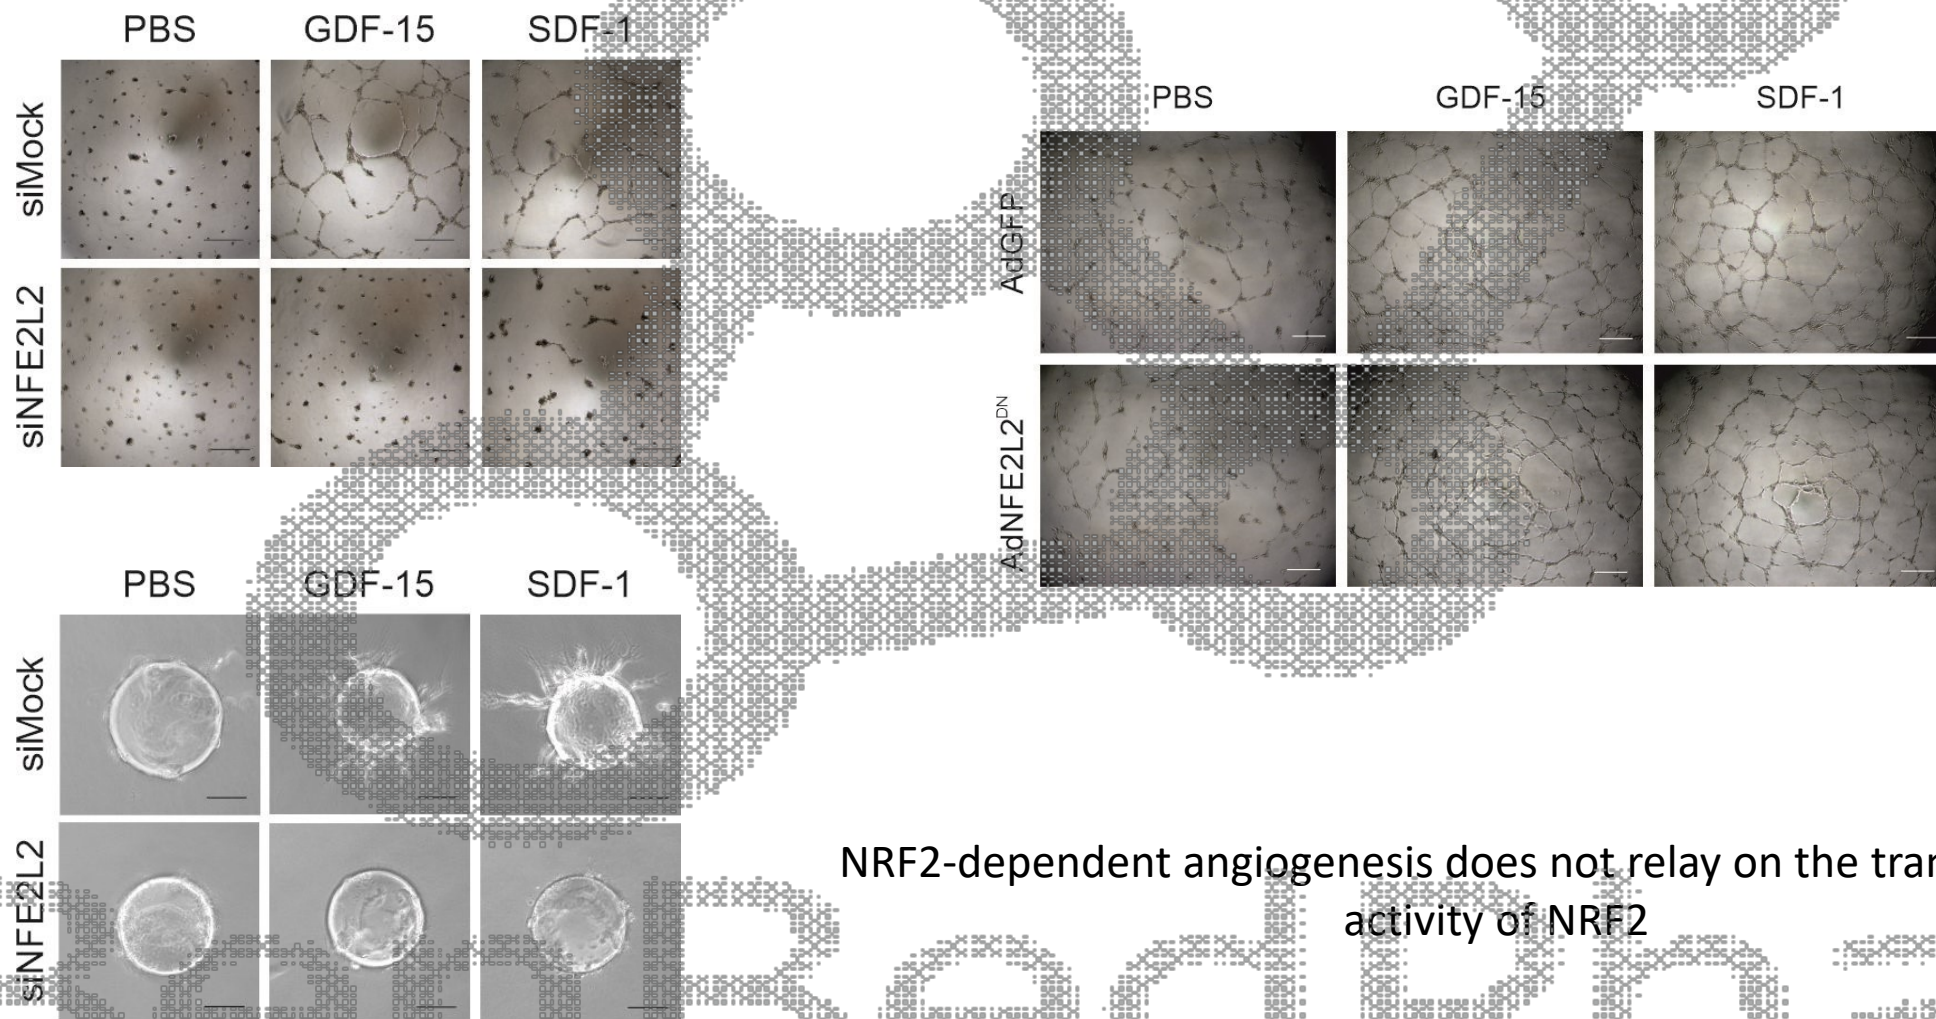 PBS GDF-15 SDF-1
siMock
siNFE2L2
PBS GDF-15 SDF-1
AdGFP
AdNFE2L2DN
PBS GDF-15 SDF-1
siMock
siNFE2L2
NRF2-dependent angiogenesis does not relay on the tran
activity of NRF2